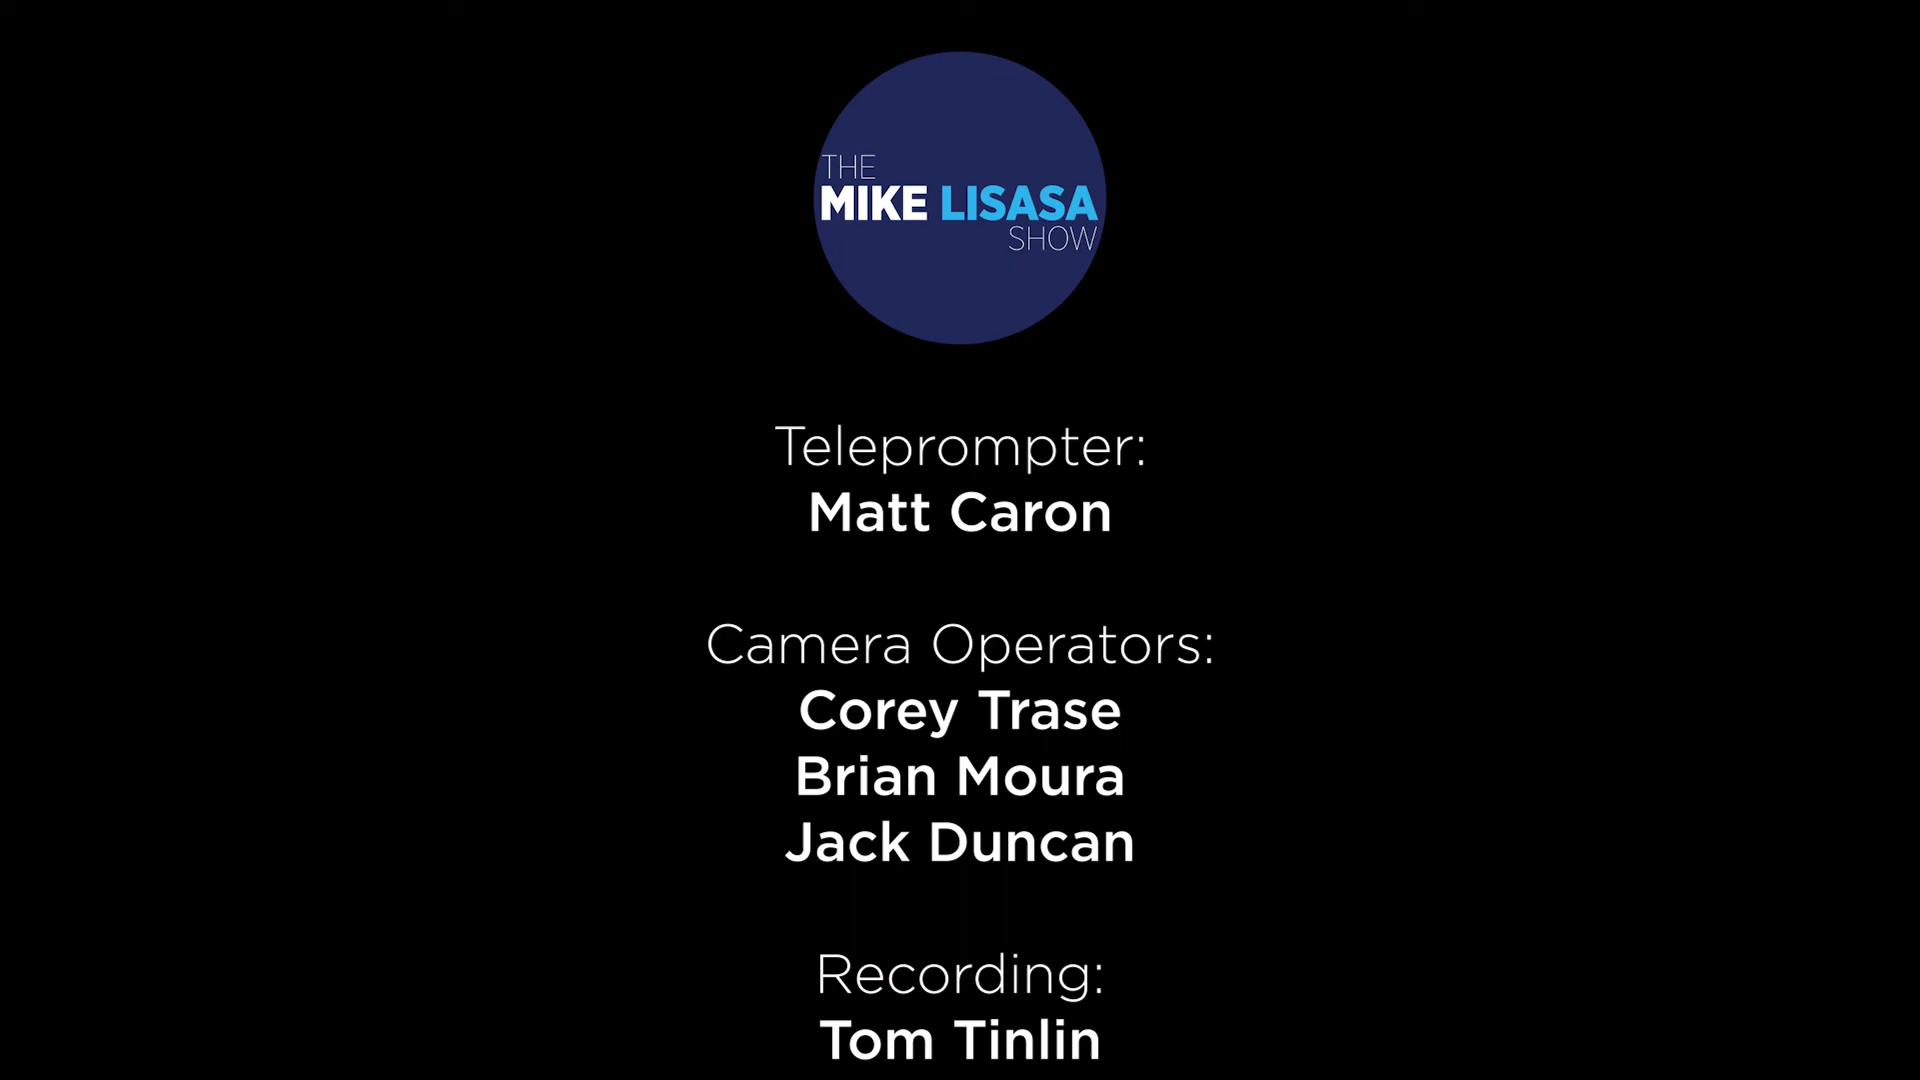 THE
MIKE LISASA
SHOW
Teleprompter:
Matt Caron
Camera Operators:
Corey Trase
Brian Moura
Jack Duncan
Recording:
Tom Tinlin